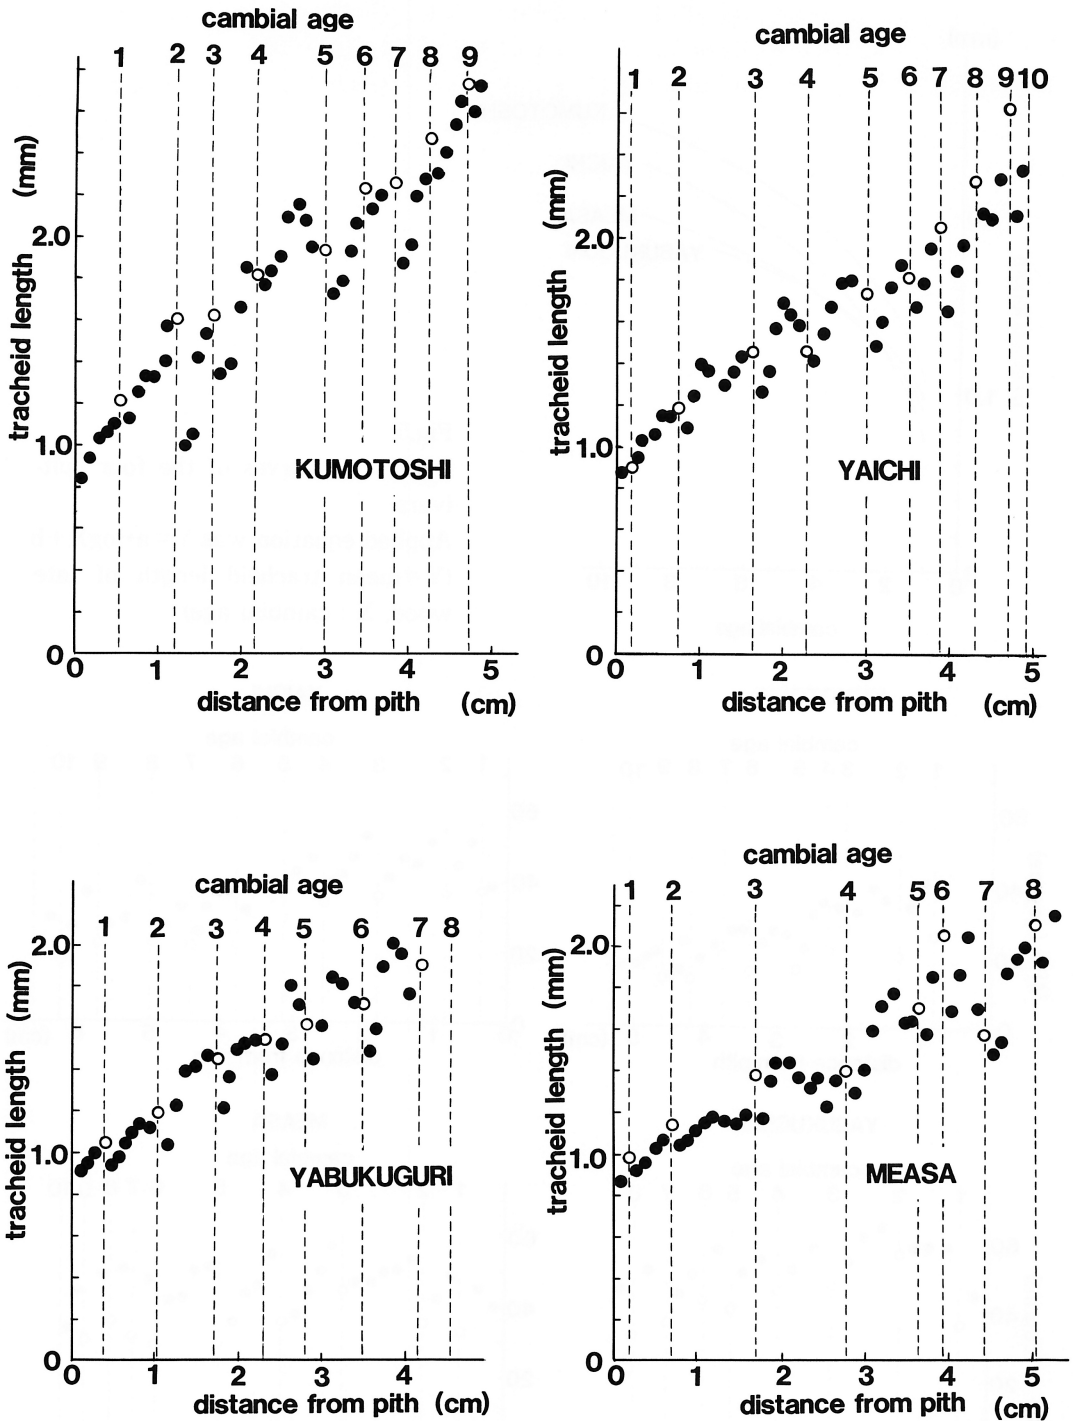 cambial age
1 2 3 4 5 6 7 8 9
tracheid length (mm)
2.0
1.0
0
KUMOTOSHI
0 1 2 3 4 5
distance from pith (cm)
cambial age
1 2 3 4 5 6 7 8 9 10
tracheid length (mm)
2.0
1.0
0
YAICHI
0 1 2 3 4 5
distance from pith (cm)
cambial age
1 2 3 4 5 6 7 8
tracheid length (mm)
2.0
1.0
0
YABUKUGURI
0 1 2 3 4
distance from pith (cm)
cambial age
1 2 3 4 5 6 7 8
tracheid length (mm)
2.0
1.0
0
MEASA
0 1 2 3 4 5
distance from pith (cm)